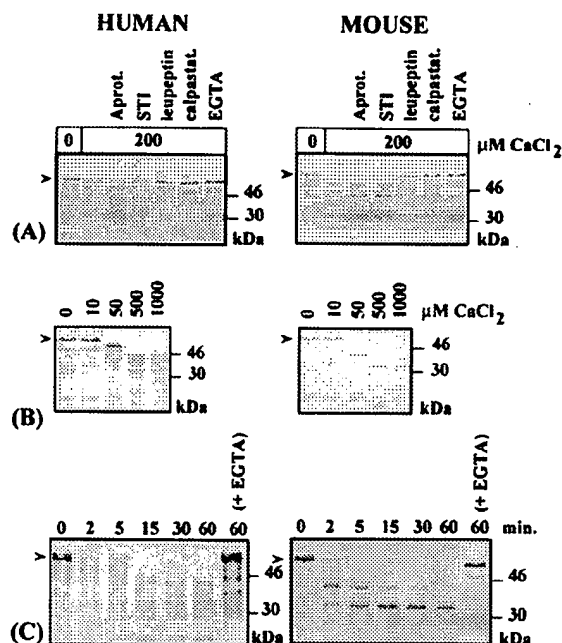 HUMAN MOUSE
Aprot. STI leupeptin calpastat. EGTA Aprot. STI leupeptin calpastat. EGTA
0 200 0 200 µM CaCl2
46 46
30 30
(A) kDa kDa
0 10 50 500 1000 µM CaCl2 0 10 50 500 1000 µM CaCl2
46 46
30 30
kDa kDa
(B)
(+ EGTA) (+ EGTA)
0 2 5 15 30 60 60 0 2 5 15 30 60 60 min.
46 46
30 30
(C) kDa kDa